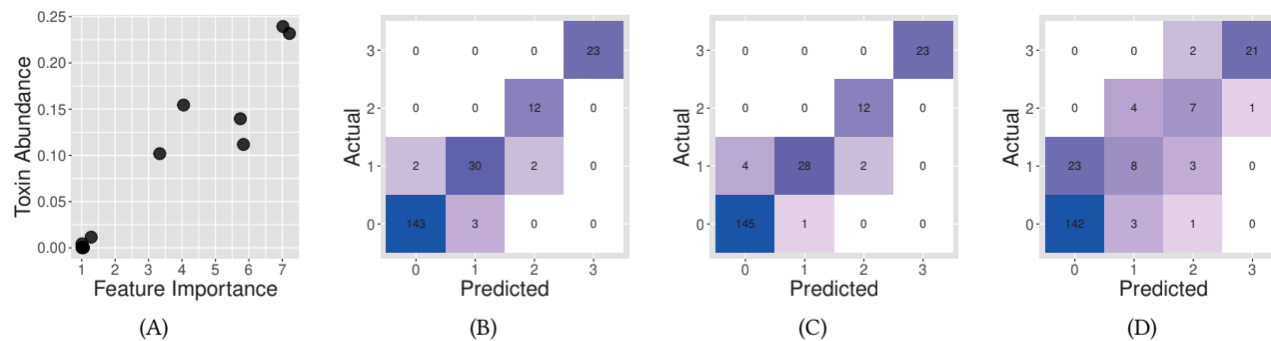 0.25
0.20
0.15
0.10
0.05
0.00
Toxin Abundance
1 2 3 4 5 6 7
Feature Importance
(A)
Actual
3 0 0 0 23
2 0 0 12 0
1 2 30 2 0
0 143 3 0 0
0 1 2 3
Predicted
(B)
Actual
3 0 0 0 23
2 0 0 12 0
1 4 28 2 0
0 145 1 0 0
0 1 2 3
Predicted
(C)
Actual
3 0 0 2 21
2 0 4 7 1
1 23 8 3 0
0 142 3 1 0
0 1 2 3
Predicted
(D)